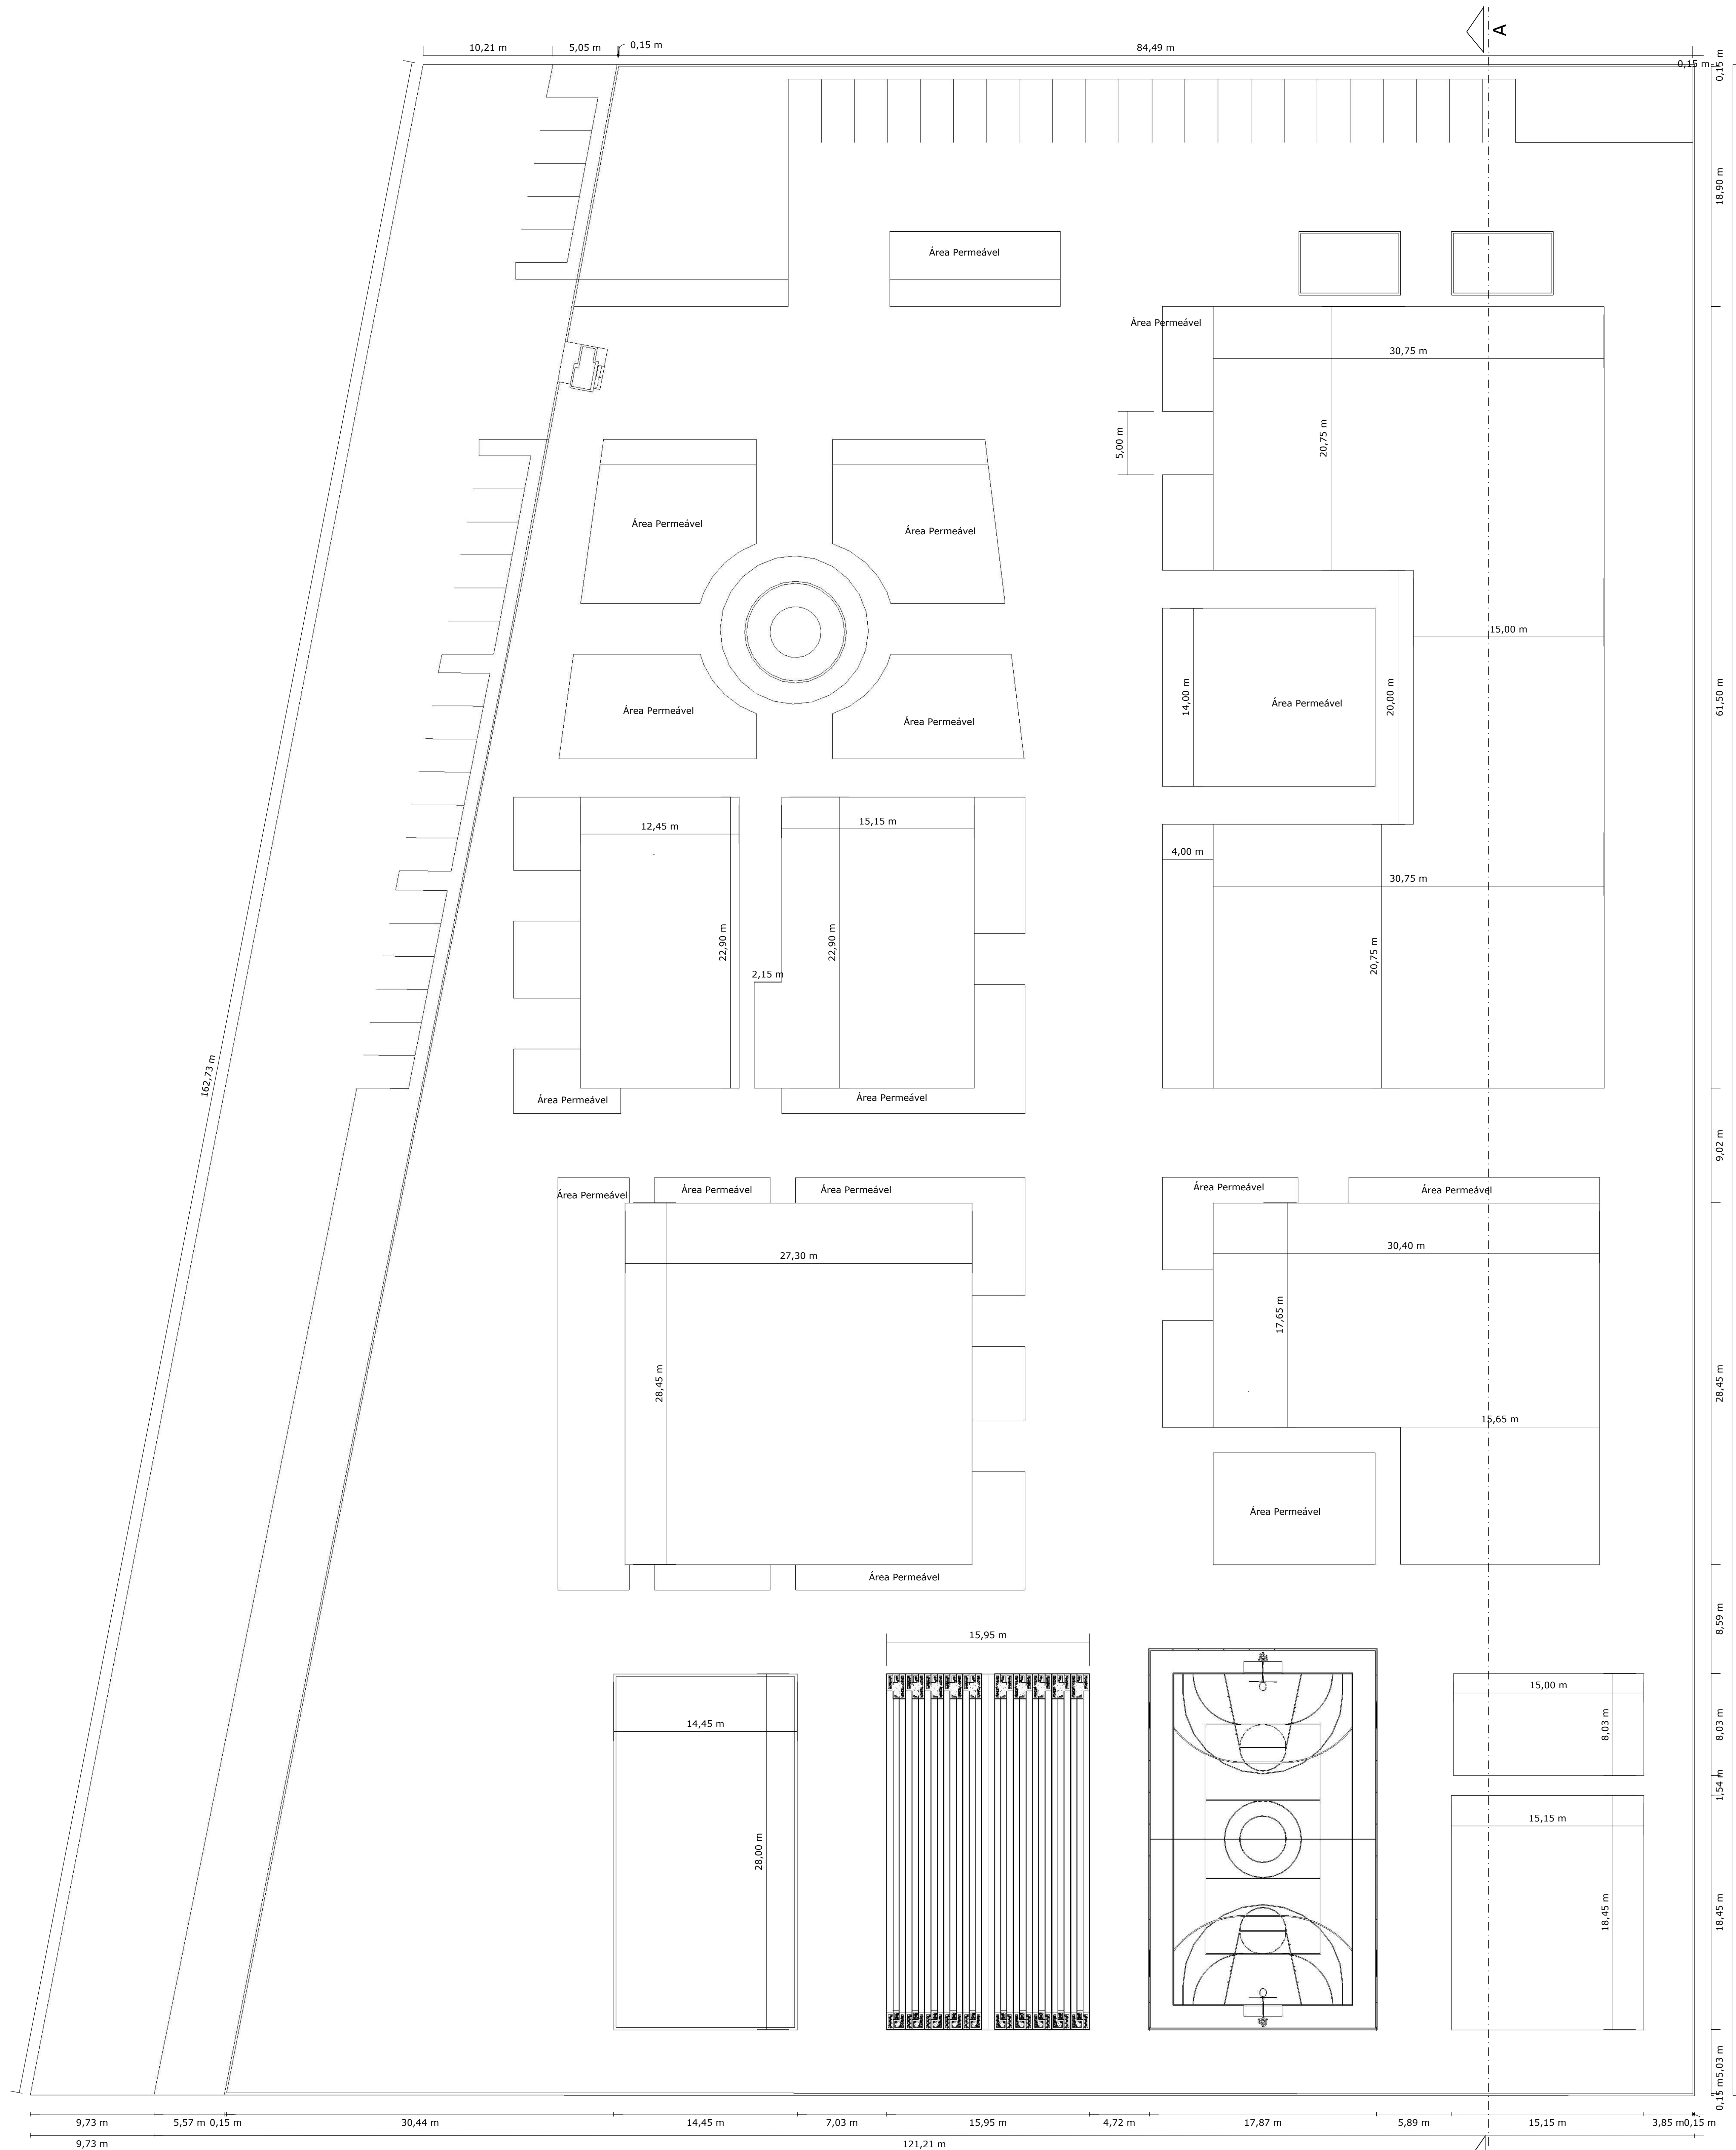 A
10,21 m
5,05 m
0,15 m
84,49 m
0,15 m
0,15 m
18,90 m
Área Permeável
Área Permeável
30,75 m
20,75 m
5,00 m
Área Permeável
Área Permeável
15,00 m
14,00 m
Área Permeável
20,00 m
61,50 m
Área Permeável
Área Permeável
12,45 m
15,15 m
4,00 m
30,75 m
22,90 m
22,90 m
20,75 m
2,15 m
162,73 m
Área Permeável
Área Permeável
9,02 m
Área Permeável
Área Permeável
Área Permeável
Área Permeável
Área Permeável
27,30 m
30,40 m
17,65 m
28,45 m
28,45 m
15,65 m
Área Permeável
Área Permeável
8,59 m
15,95 m
15,00 m
14,45 m
8,03 m
8,03 m
1,54 m
15,15 m
28,00 m
18,45 m
18,45 m
5,03 m
0,15 m
9,73 m
5,57 m
0,15 m
30,44 m
14,45 m
7,03 m
15,95 m
4,72 m
17,87 m
5,89 m
15,15 m
3,85 m
0,15 m
9,73 m
121,21 m